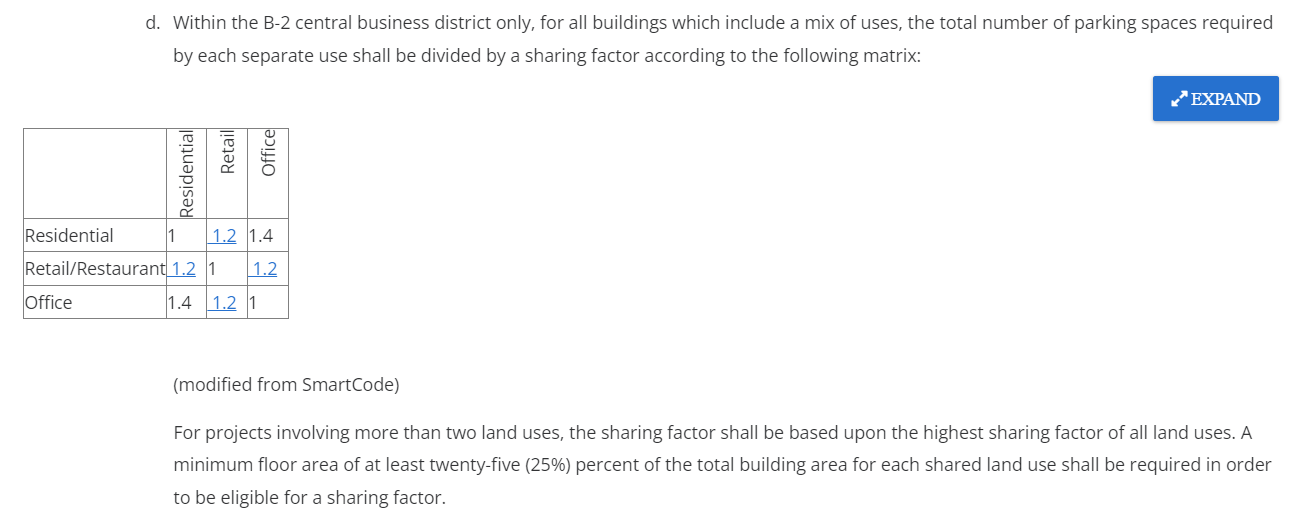 d. Within the B-2 central business district only, for all buildings which include a mix of uses, the total number of parking spaces required
by each separate use shall be divided by a sharing factor according to the following matrix:
EXPAND
Residential Retail Office
Residential 1 1.2 1.4
Retail/Restaurant 1.2 1 1.2
Office 1.4 1.2 1
(modified from SmartCode)
For projects involving more than two land uses, the sharing factor shall be based upon the highest sharing factor of all land uses. A
minimum floor area of at least twenty-five (25%) percent of the total building area for each shared land use shall be required in order
to be eligible for a sharing factor.